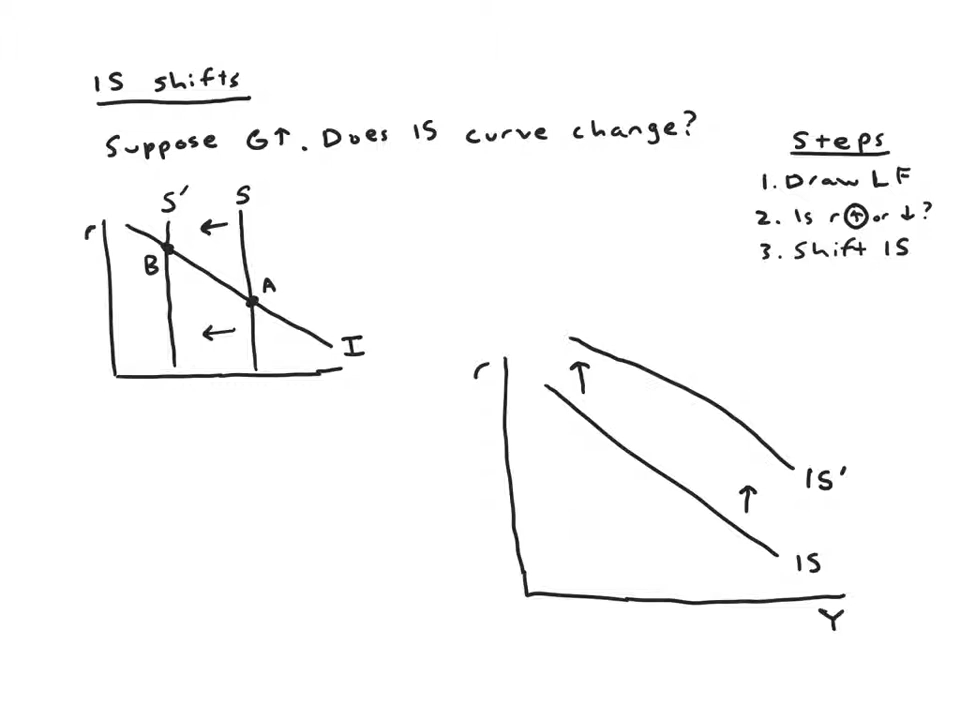 IS shifts
Suppose G↑. Does IS curve change?
Steps
1. Draw LF
2. Is r ↑ or ↓?
3. Shift IS
S' S
r
B
A
I
r
IS'
IS
Y